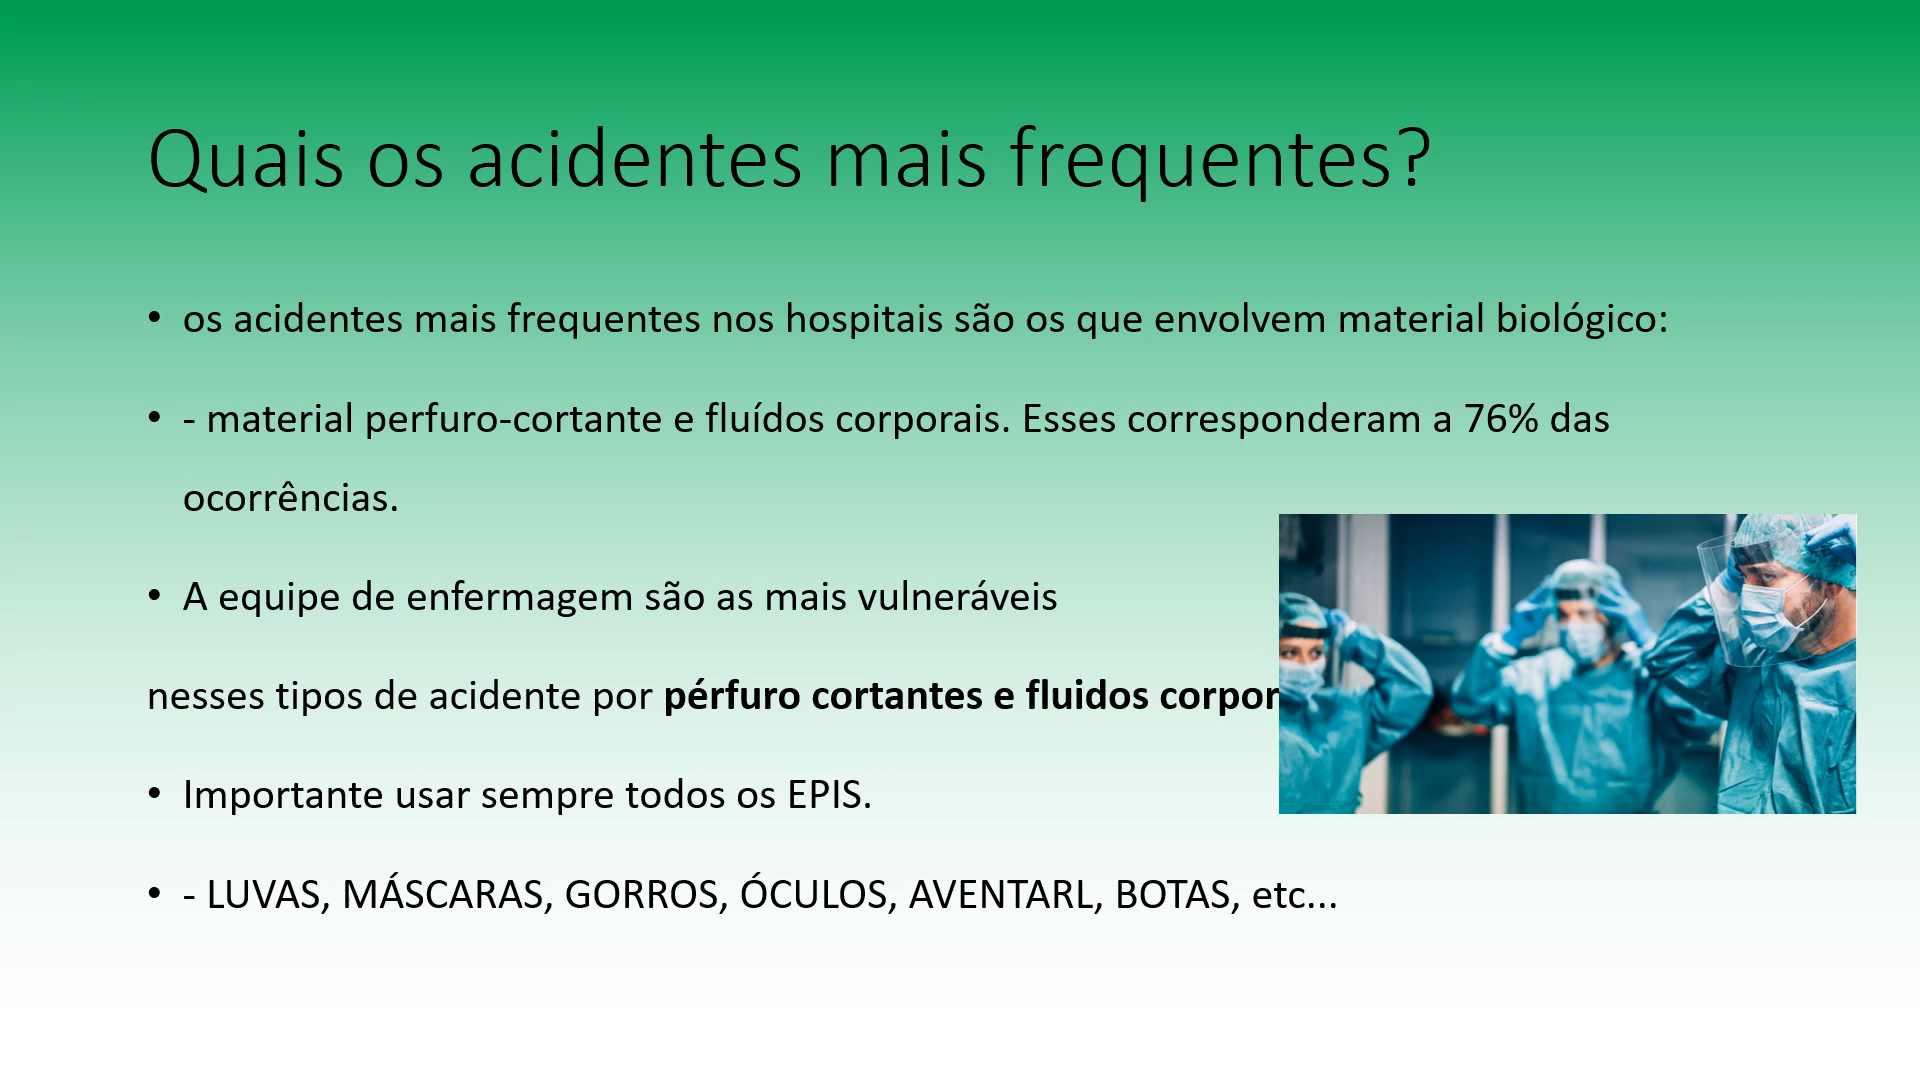 Quais os acidentes mais frequentes?
• os acidentes mais frequentes nos hospitais são os que envolvem material biológico:
• - material perfuro-cortante e fluídos corporais. Esses corresponderam a 76% das
ocorrências.
• A equipe de enfermagem são as mais vulneráveis
nesses tipos de acidente por pérfuro cortantes e fluidos corpor
• Importante usar sempre todos os EPIS.
• - LUVAS, MÁSCARAS, GORROS, ÓCULOS, AVENTARL, BOTAS, etc...